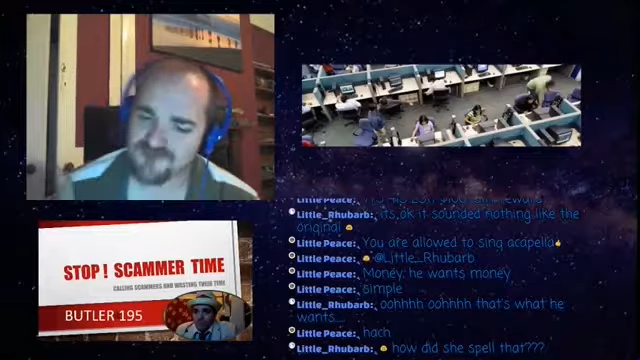 Little Peace:
Little_Rhubarb: its ok it sounded nothing like the
original
Little Peace: You are allowed to sing acapella
Little Peace: @Little_Rhubarb
Little Peace: Money he wants money
Little Peace: simple
Little_Rhubarb: oohhhh oohhhh that's what he
wants....
Little Peace: hach
Little_Rhubarb: how did she spell that???
STOP! SCAMMER TIME
CALLING SCAMMERS AND WASTING THEIR TIME
BUTLER 195